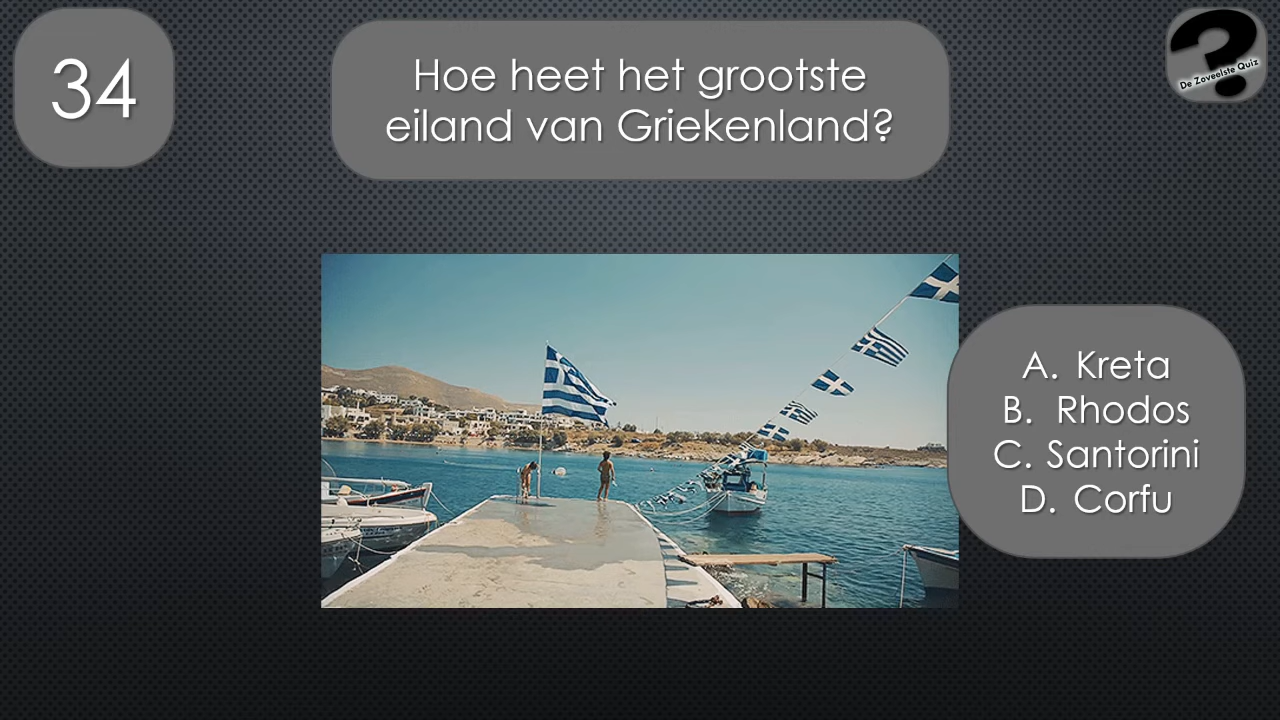 34
Hoe heet het grootste
eiland van Griekenland?
De Zoveelste Quiz
A. Kreta
B. Rhodos
C. Santorini
D. Corfu